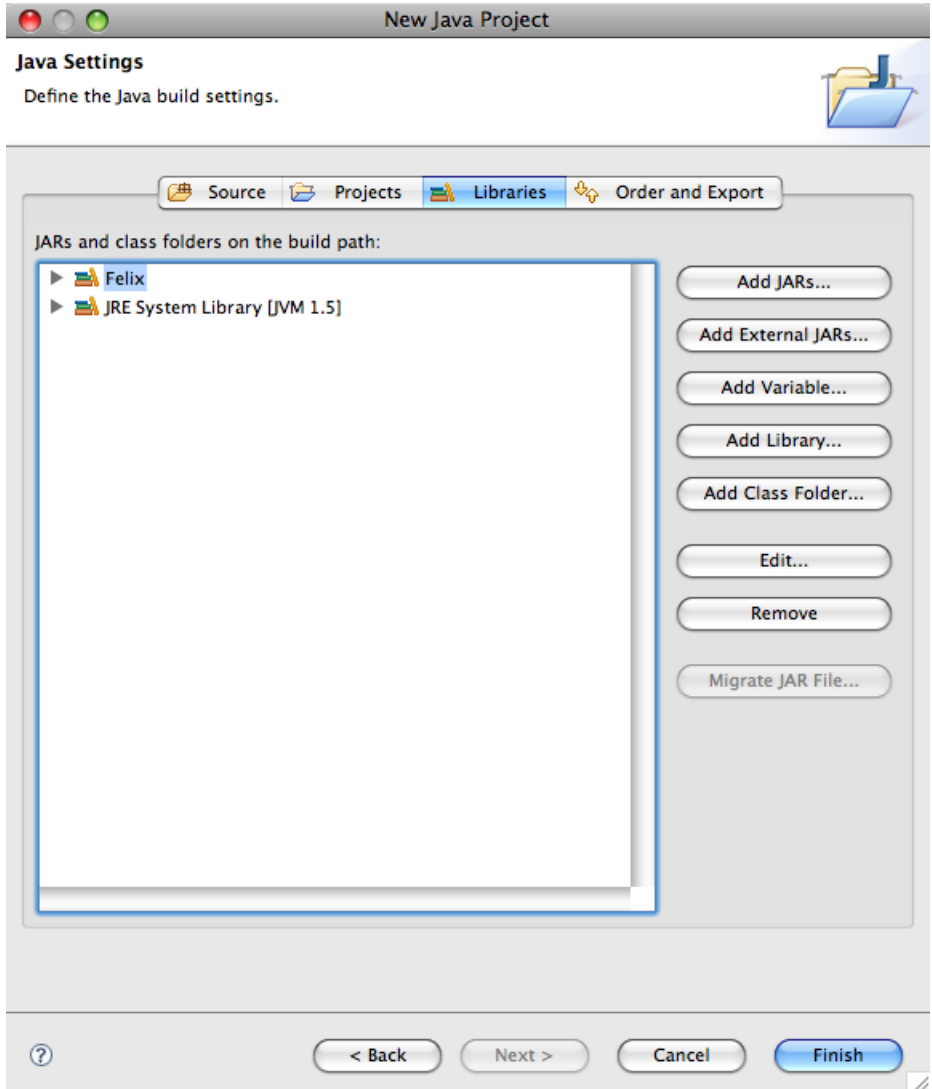 New Java Project
Java Settings
Define the Java build settings.
Source Projects Libraries Order and Export
JARs and class folders on the build path:
Felix
JRE System Library [JVM 1.5]
Add JARs...
Add External JARs...
Add Variable...
Add Library...
Add Class Folder...
Edit...
Remove
Migrate JAR File...
?
< Back Next > Cancel Finish